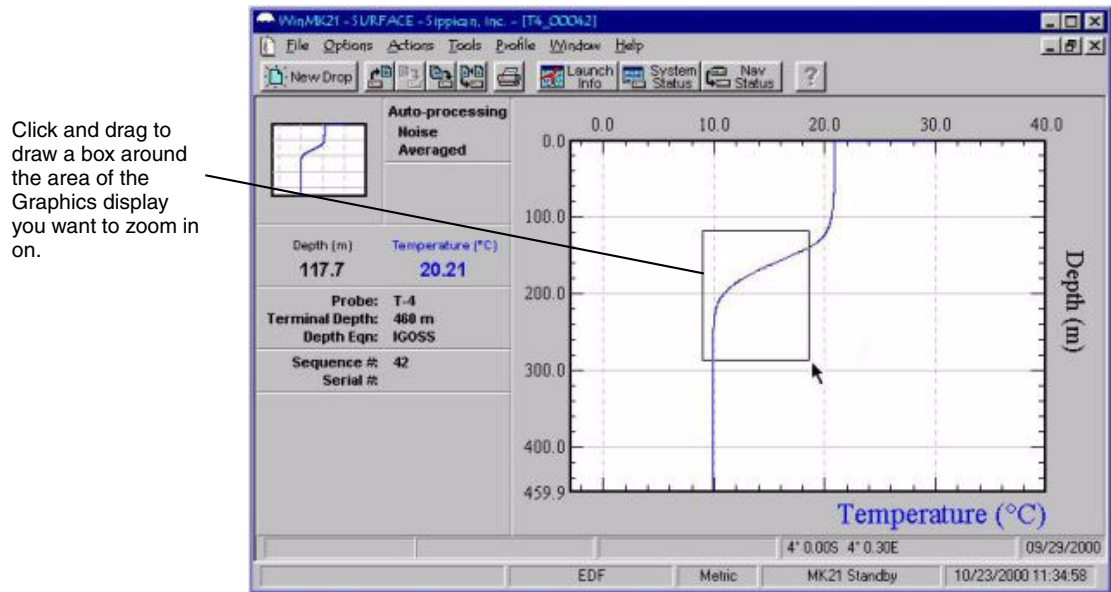 WinMK21 - SURFACE - Sippican, Inc. - [T4_00042]
File Options Actions Tools Profile Window Help
New Drop
Launch Info
System Status
Nav Status
?
Click and drag to
draw a box around
the area of the
Graphics display
you want to zoom in
on.
Auto-processing
Noise
Averaged
Depth (m) Temperature (°C)
117.7 20.21
Probe: T-4
Terminal Depth: 460 m
Depth Eqn: IGOSS
Sequence #: 42
Serial #:
0.0 10.0 20.0 30.0 40.0
0.0
100.0
200.0
300.0
400.0
459.9
Depth (m)
Temperature (°C)
4° 0.00S 4° 0.30E 09/29/2000
EDF Metric MK21 Standby 10/23/2000 11:34:58